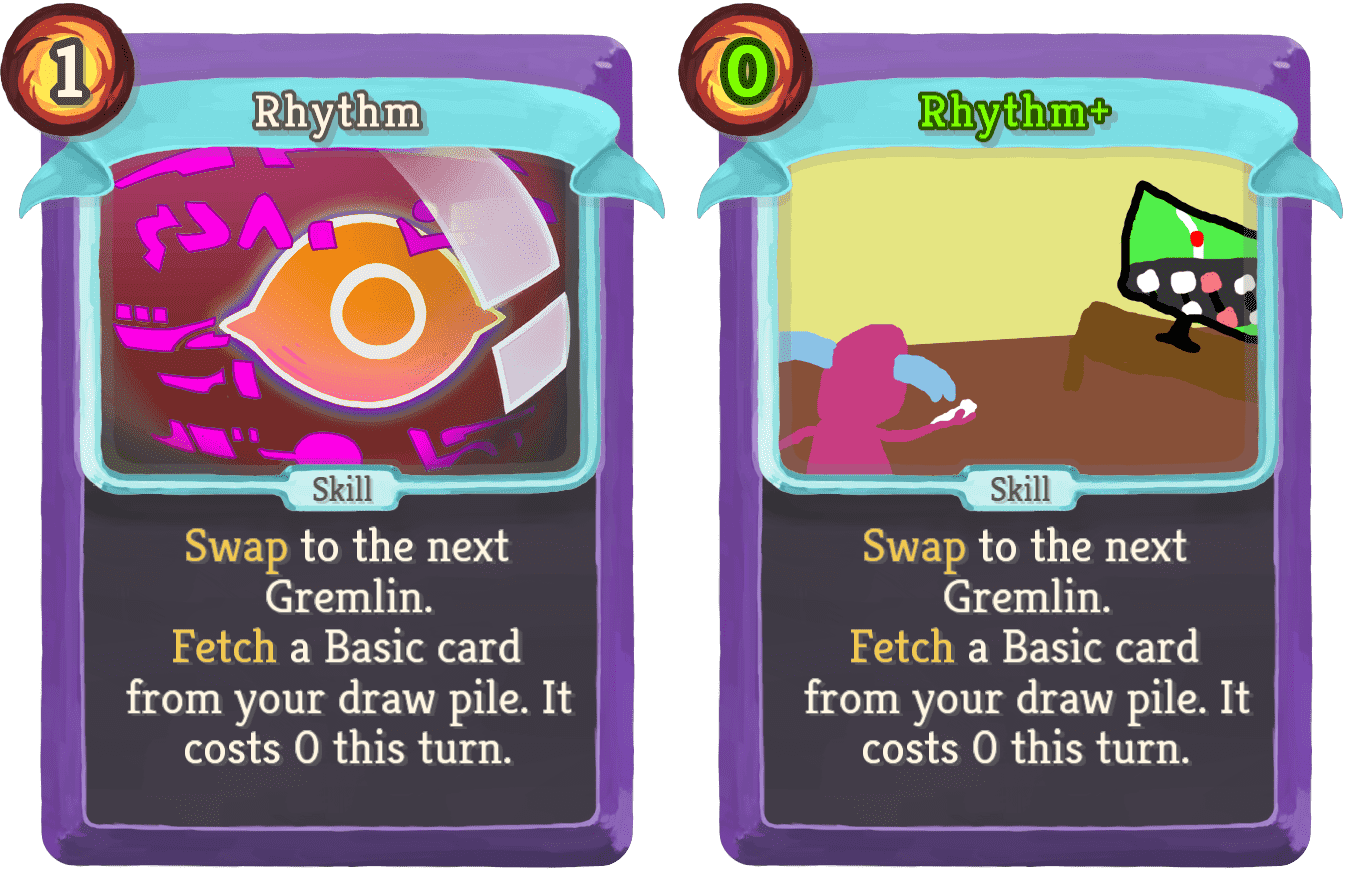 1
Rhythm
Skill
Swap to the next
Gremlin.
Fetch a Basic card
from your draw pile. It
costs 0 this turn.
0
Rhythm+
Skill
Swap to the next
Gremlin.
Fetch a Basic card
from your draw pile. It
costs 0 this turn.